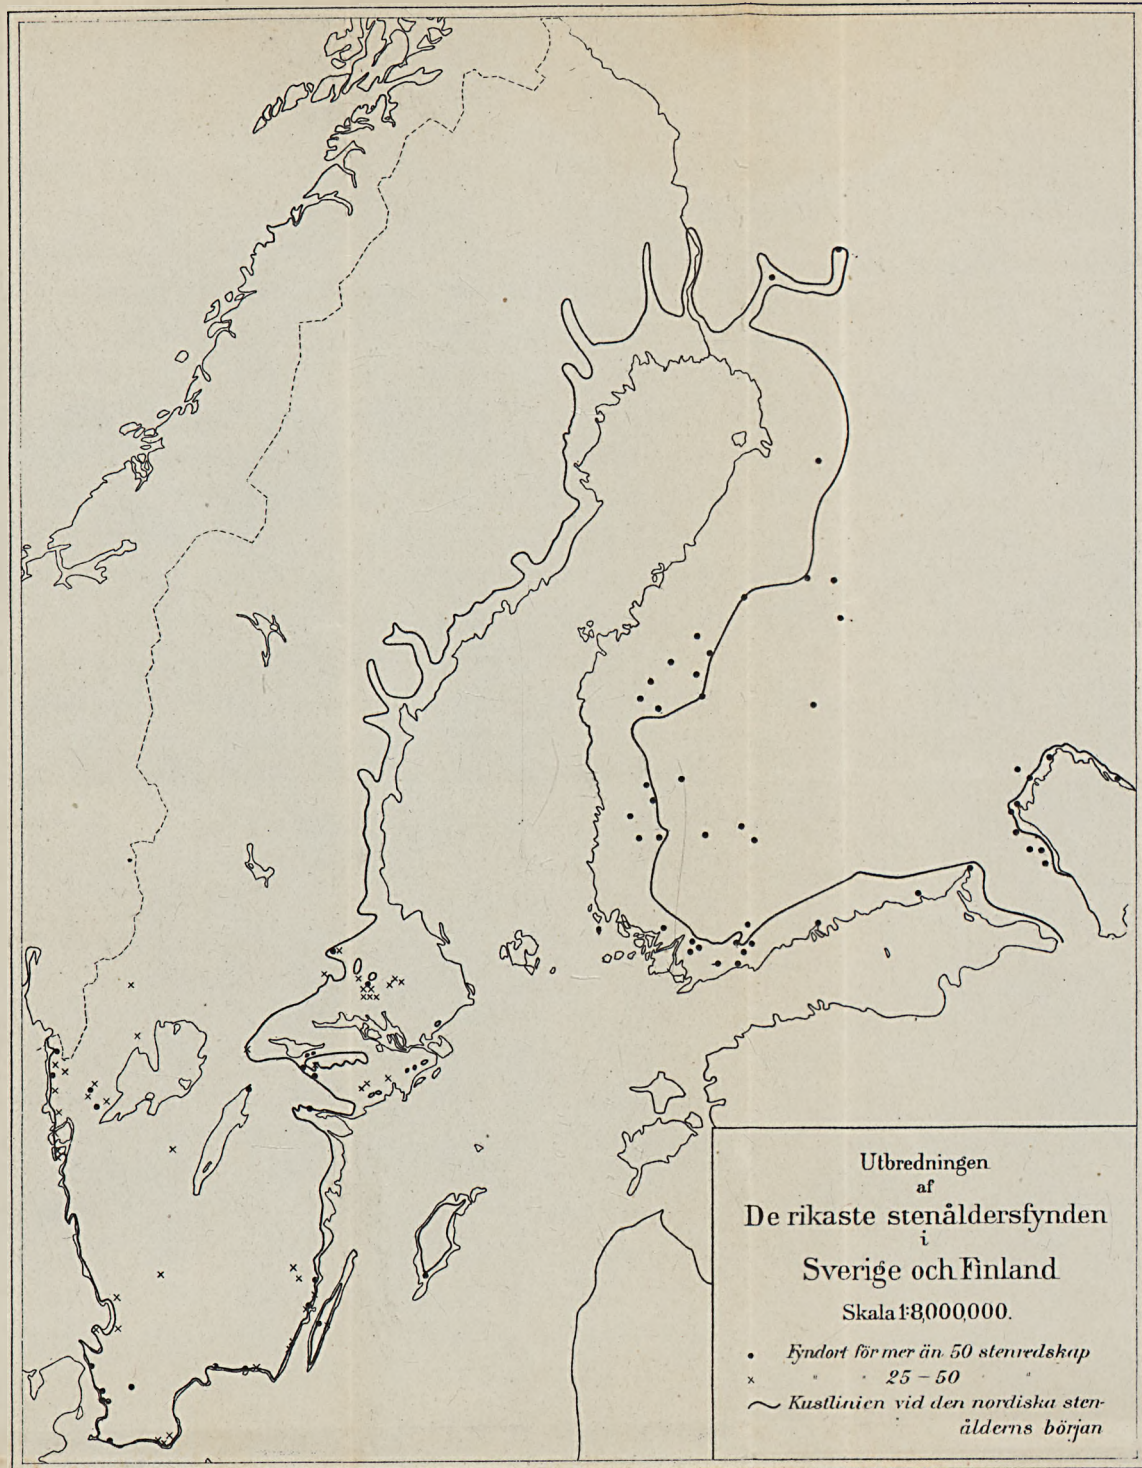 Utbredningen
af
De rikaste stenåldersfynden
i
Sverige och Finland
Skala 1:8,000,000.
• Fyndort för mer än 50 stenredskap
× " " 25–50 "
Kustlinien vid den nordiska sten-
ålderns början